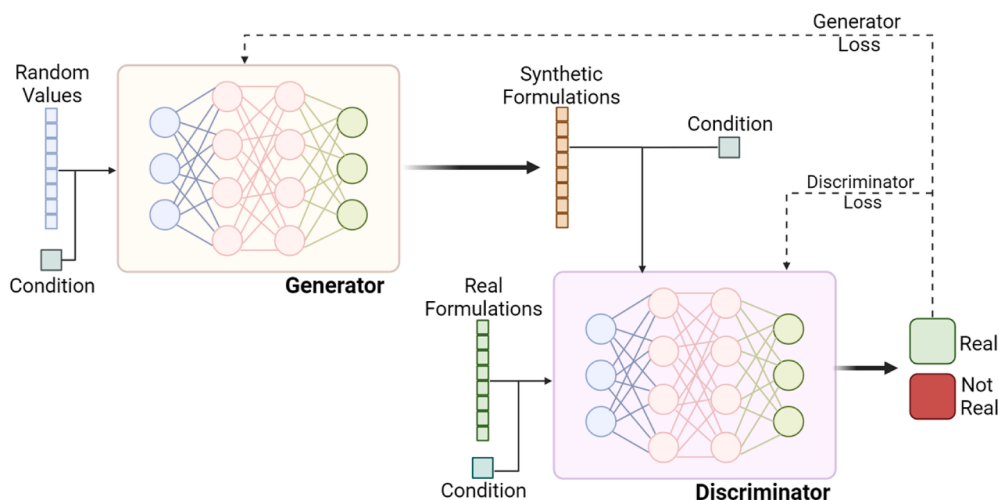 Generator
Loss
Random
Values
Synthetic
Formulations
Condition
Discriminator
Loss
Condition
Generator
Real
Formulations
Real
Not
Real
Condition
Discriminator